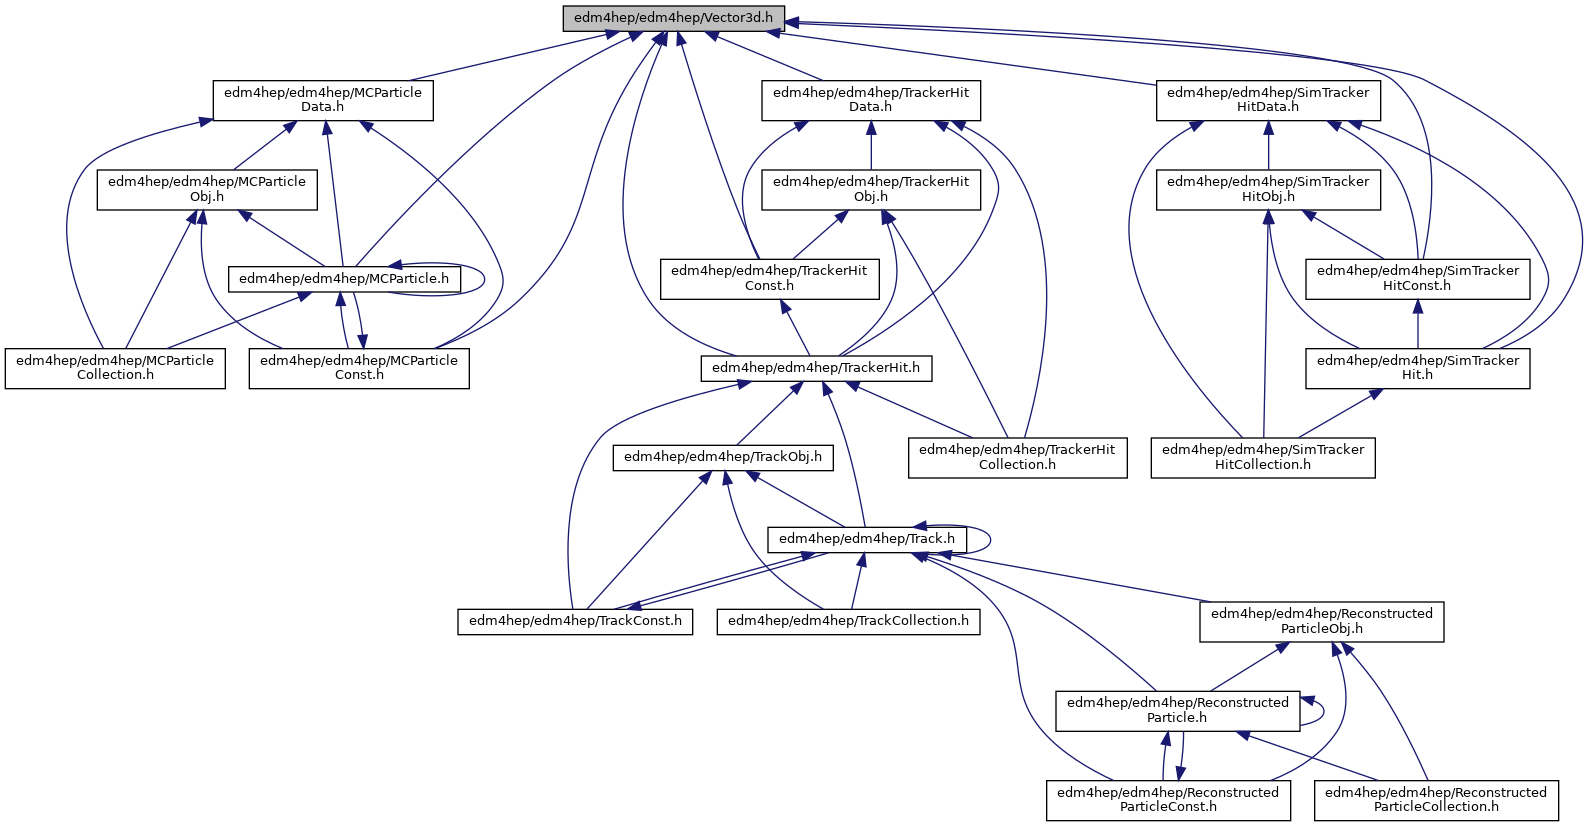 edm4hep/edm4hep/Vector3d.h
edm4hep/edm4hep/MCParticle
Data.h
edm4hep/edm4hep/TrackerHit
Data.h
edm4hep/edm4hep/SimTracker
HitData.h
edm4hep/edm4hep/MCParticle
Obj.h
edm4hep/edm4hep/TrackerHit
Obj.h
edm4hep/edm4hep/SimTracker
HitObj.h
edm4hep/edm4hep/MCParticle.h
edm4hep/edm4hep/TrackerHit
Const.h
edm4hep/edm4hep/SimTracker
HitConst.h
edm4hep/edm4hep/MCParticle
Collection.h
edm4hep/edm4hep/MCParticle
Const.h
edm4hep/edm4hep/TrackerHit.h
edm4hep/edm4hep/SimTracker
Hit.h
edm4hep/edm4hep/TrackObj.h
edm4hep/edm4hep/TrackerHit
Collection.h
edm4hep/edm4hep/SimTracker
HitCollection.h
edm4hep/edm4hep/Track.h
edm4hep/edm4hep/TrackConst.h
edm4hep/edm4hep/TrackCollection.h
edm4hep/edm4hep/Reconstructed
ParticleObj.h
edm4hep/edm4hep/Reconstructed
Particle.h
edm4hep/edm4hep/Reconstructed
ParticleConst.h
edm4hep/edm4hep/Reconstructed
ParticleCollection.h